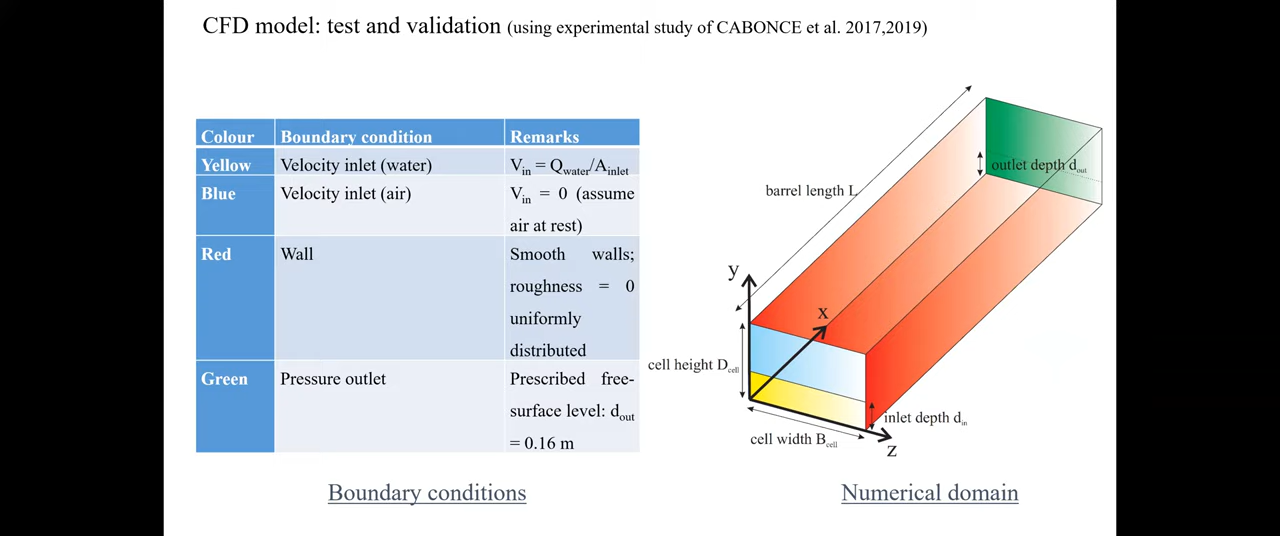 CFD model: test and validation (using experimental study of CABONCE et al. 2017,2019)
Colour Boundary condition Remarks
Yellow Velocity inlet (water) Vin = Qwater/Ainlet
Blue Velocity inlet (air) Vin = 0 (assume
air at rest)
Red Wall Smooth walls;
roughness = 0
uniformly
distributed
Green Pressure outlet Prescribed free-
surface level: dout
= 0.16 m
Boundary conditions
outlet depth dout
barrel length L
y
x
cell height Dcell
inlet depth din
cell width Bcell
z
Numerical domain